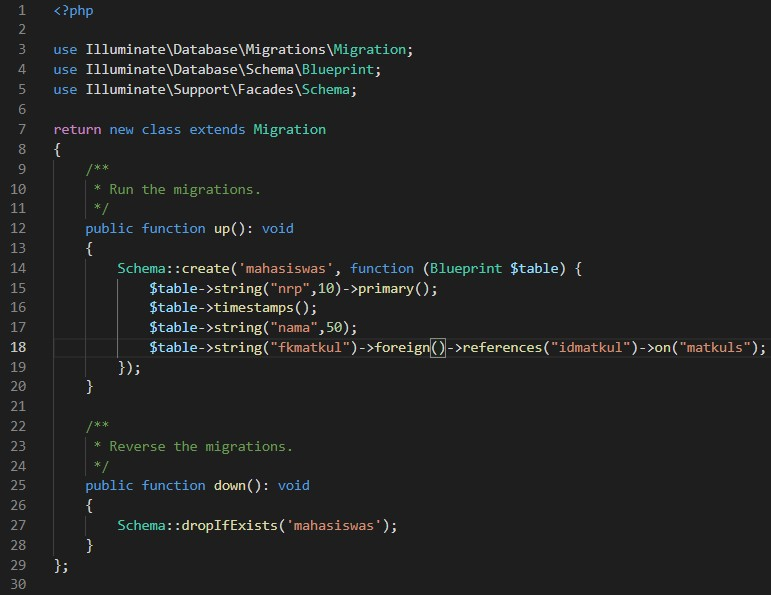 1 <?php
2
3 use Illuminate\Database\Migrations\Migration;
4 use Illuminate\Database\Schema\Blueprint;
5 use Illuminate\Support\Facades\Schema;
6
7 return new class extends Migration
8 {
9     /**
10      * Run the migrations.
11      */
12     public function up(): void
13     {
14         Schema::create('mahasiswas', function (Blueprint $table) {
15             $table->string("nrp",10)->primary();
16             $table->timestamps();
17             $table->string("nama",50);
18             $table->string("fkmatkul")->foreign()->references("idmatkul")->on("matkuls");
19         });
20     }
21
22     /**
23      * Reverse the migrations.
24      */
25     public function down(): void
26     {
27         Schema::dropIfExists('mahasiswas');
28     }
29 };
30